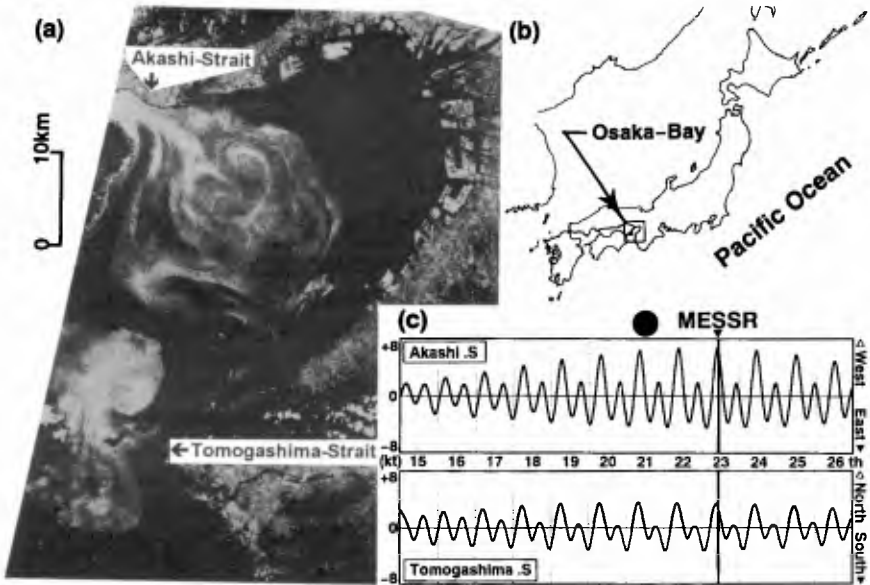 (a)
Akashi-Strait
↓
10km
0
←Tomogashima-Strait
(b)
Osaka-Bay
Pacific Ocean
(c)
MESSR
+8
Akashi .S
0
-8
◁West
East▶
(kt) 15 16 17 18 19 20 21 22 23 24 25 26 th
+8
0
-8
Tomogashima .S
◁North
South▶